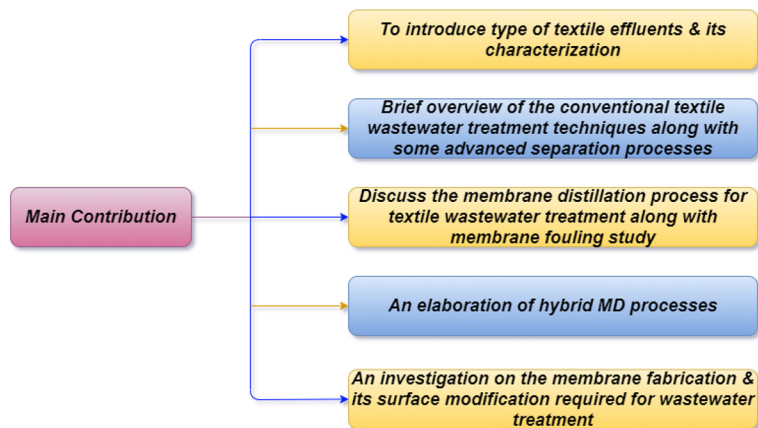 To introduce type of textile effluents & its
characterization
Brief overview of the conventional textile
wastewater treatment techniques along with
some advanced separation processes
Main Contribution
Discuss the membrane distillation process for
textile wastewater treatment along with
membrane fouling study
An elaboration of hybrid MD processes
An investigation on the membrane fabrication &
its surface modification required for wastewater
treatment